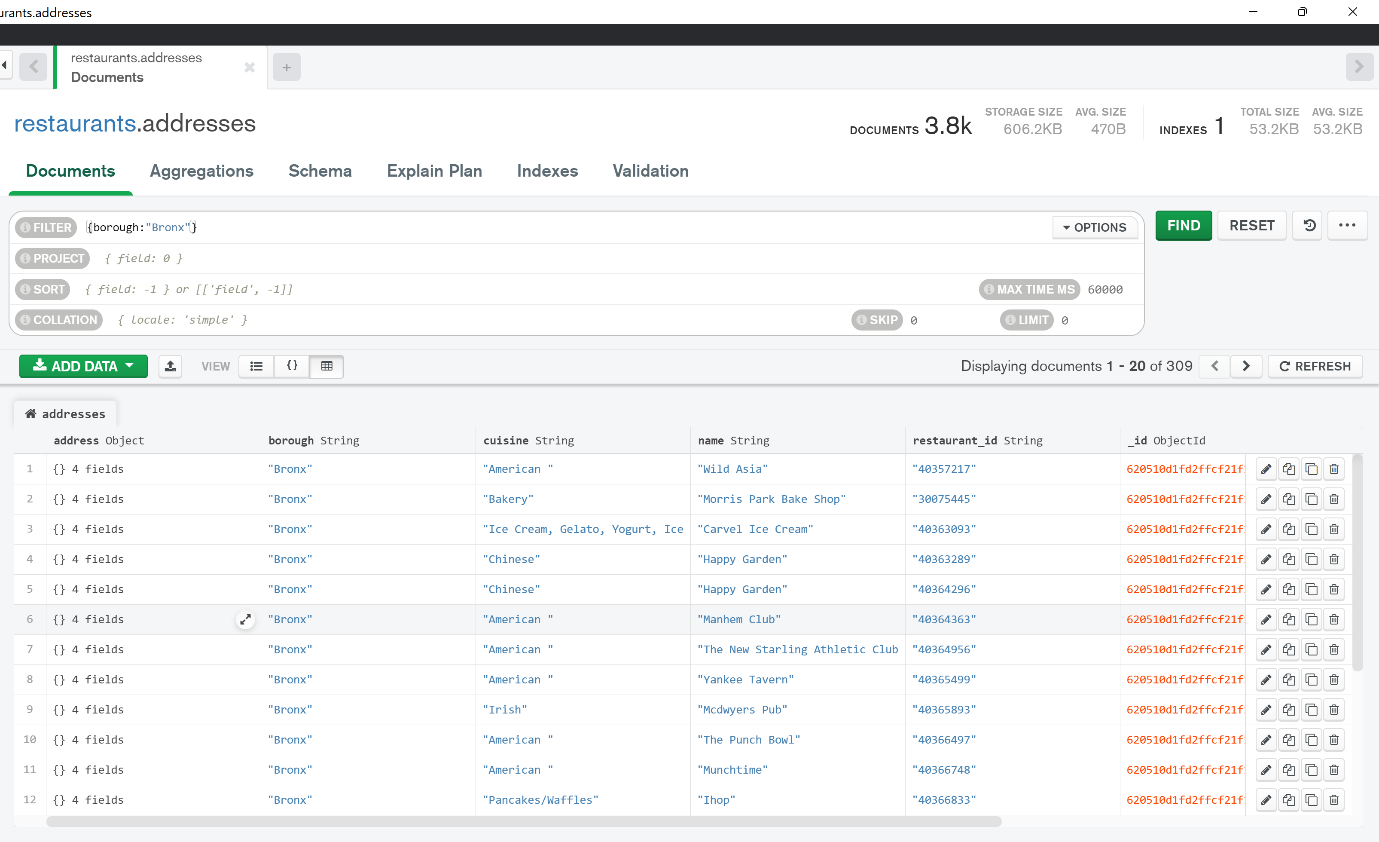 urants.addresses
restaurants.addresses
Documents
restaurants.addresses
DOCUMENTS 3.8k STORAGE SIZE 606.2KB AVG. SIZE 470B INDEXES 1 TOTAL SIZE 53.2KB AVG. SIZE 53.2KB
Documents Aggregations Schema Explain Plan Indexes Validation
FILTER {borough:"Bronx"} OPTIONS FIND RESET
PROJECT { field: 0 }
SORT { field: -1 } or [['field', -1]] MAX TIME MS 60000
COLLATION { locale: 'simple' } SKIP 0 LIMIT 0
ADD DATA VIEW {} Displaying documents 1 - 20 of 309 REFRESH
addresses
address Object borough String cuisine String name String restaurant_id String _id ObjectId
1 {} 4 fields "Bronx" "American " "Wild Asia" "40357217" 620510d1fd2ffcf21f
2 {} 4 fields "Bronx" "Bakery" "Morris Park Bake Shop" "30075445" 620510d1fd2ffcf21f
3 {} 4 fields "Bronx" "Ice Cream, Gelato, Yogurt, Ice "Carvel Ice Cream" "40363093" 620510d1fd2ffcf21f
4 {} 4 fields "Bronx" "Chinese" "Happy Garden" "40363289" 620510d1fd2ffcf21f
5 {} 4 fields "Bronx" "Chinese" "Happy Garden" "40364296" 620510d1fd2ffcf21f
6 {} 4 fields "Bronx" "American " "Manhem Club" "40364363" 620510d1fd2ffcf21f
7 {} 4 fields "Bronx" "American " "The New Starling Athletic Club "40364956" 620510d1fd2ffcf21f
8 {} 4 fields "Bronx" "American " "Yankee Tavern" "40365499" 620510d1fd2ffcf21f
9 {} 4 fields "Bronx" "Irish" "Mcdwyers Pub" "40365893" 620510d1fd2ffcf21f
10 {} 4 fields "Bronx" "American " "The Punch Bowl" "40366497" 620510d1fd2ffcf21f
11 {} 4 fields "Bronx" "American " "Munchtime" "40366748" 620510d1fd2ffcf21f
12 {} 4 fields "Bronx" "Pancakes/Waffles" "Ihop" "40366833" 620510d1fd2ffcf21f